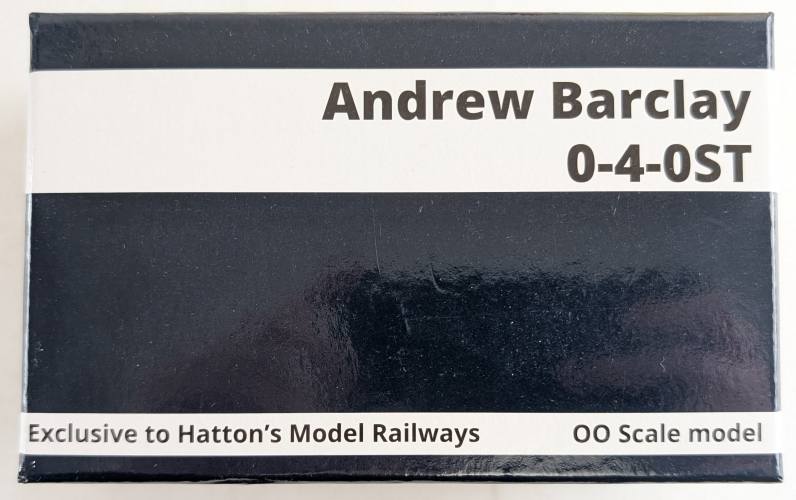 Andrew Barclay
0-4-0ST
Exclusive to Hatton's Model Railways
OO Scale model